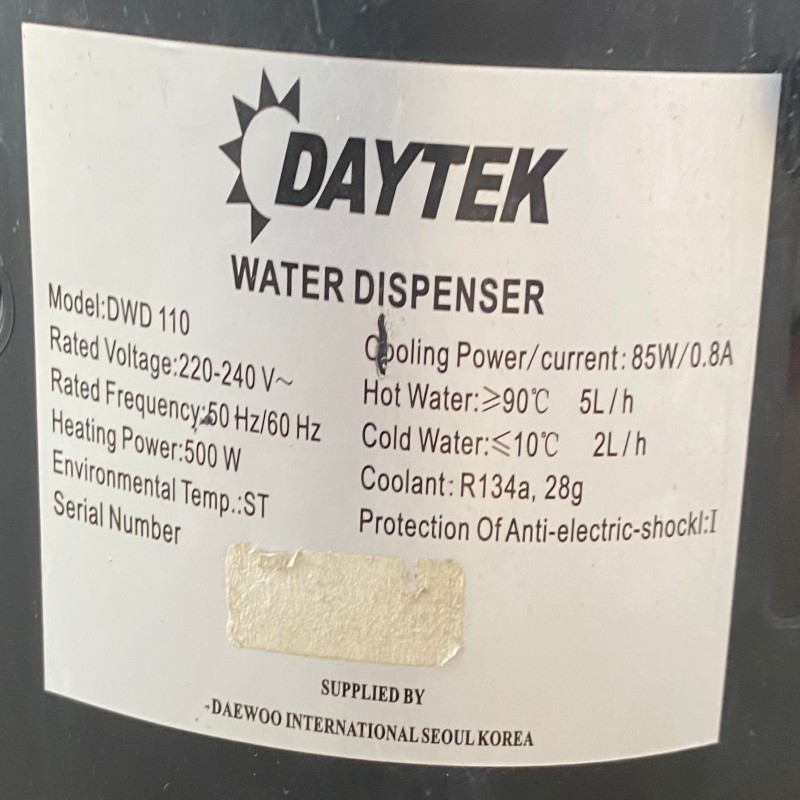 DAYTEK
WATER DISPENSER
Model:DWD 110
Rated Voltage:220-240 V~
Rated Frequency:50 Hz/60 Hz
Heating Power:500 W
Environmental Temp.:ST
Serial Number
Cooling Power/current: 85W/0.8A
Hot Water:≥90℃ 5L/h
Cold Water:≤10℃ 2L/h
Coolant: R134a, 28g
Protection Of Anti-electric-shockl:I
SUPPLIED BY
-DAEWOO INTERNATIONAL SEOUL KOREA